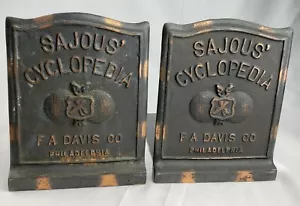 SAJOUS'
CYCLOPEDIA
F A DAVIS CO
PHILADELPHIA
SAJOUS'
CYCLOPEDIA
F A DAVIS CO
PHILADELPHIA